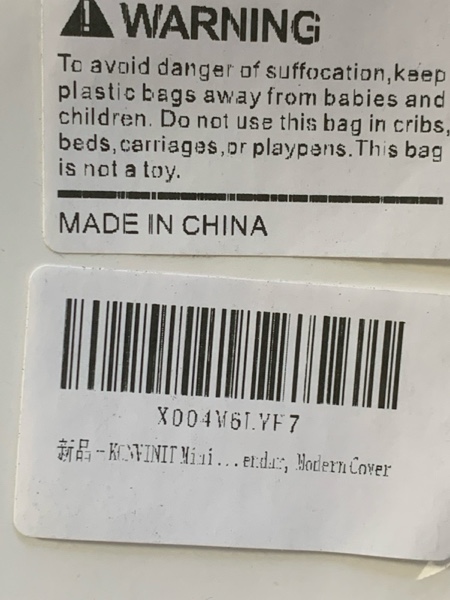 WARNING
To avoid danger of suffocation,keep
plastic bags away from babies and
children. Do not use this bag in cribs,
beds,carriages,or playpens.This bag
is not a toy.
MADE IN CHINA
新品 - Mini... Modern Cover